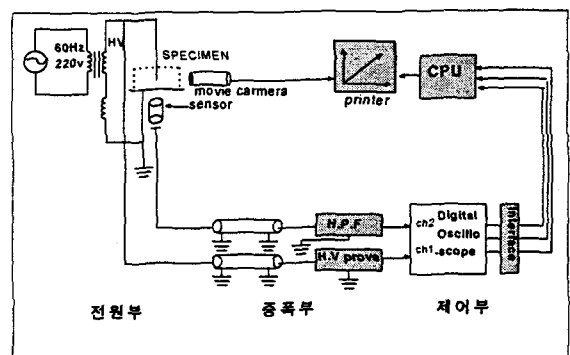 60Hz
220v
HV
SPECIMEN
movie carmera
sensor
printer
CPU
H.P.F
H.V prove
ch2 Digital
Oscillo
ch1 -scope
Interface
전원부
증폭부
제어부